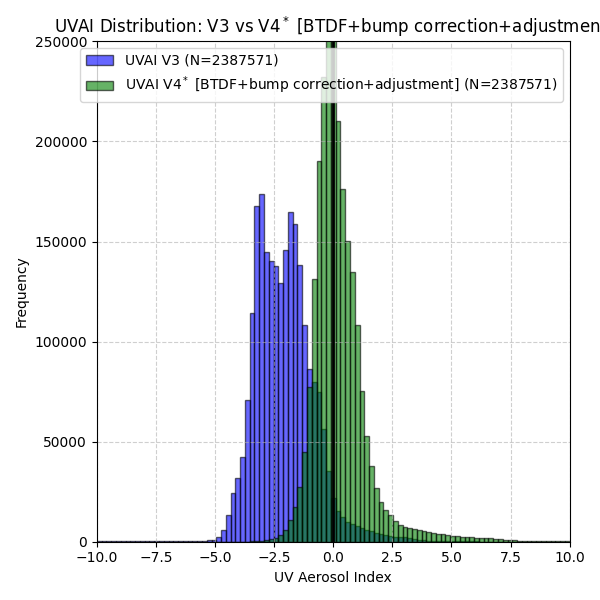 UVAI Distribution: V3 vs V4* [BTDF+bump correction+adjustmen
UVAI V3 (N=2387571)
UVAI V4* [BTDF+bump correction+adjustment] (N=2387571)
250000
200000
150000
100000
50000
0
Frequency
−10.0 −7.5 −5.0 −2.5 0.0 2.5 5.0 7.5 10.0
UV Aerosol Index